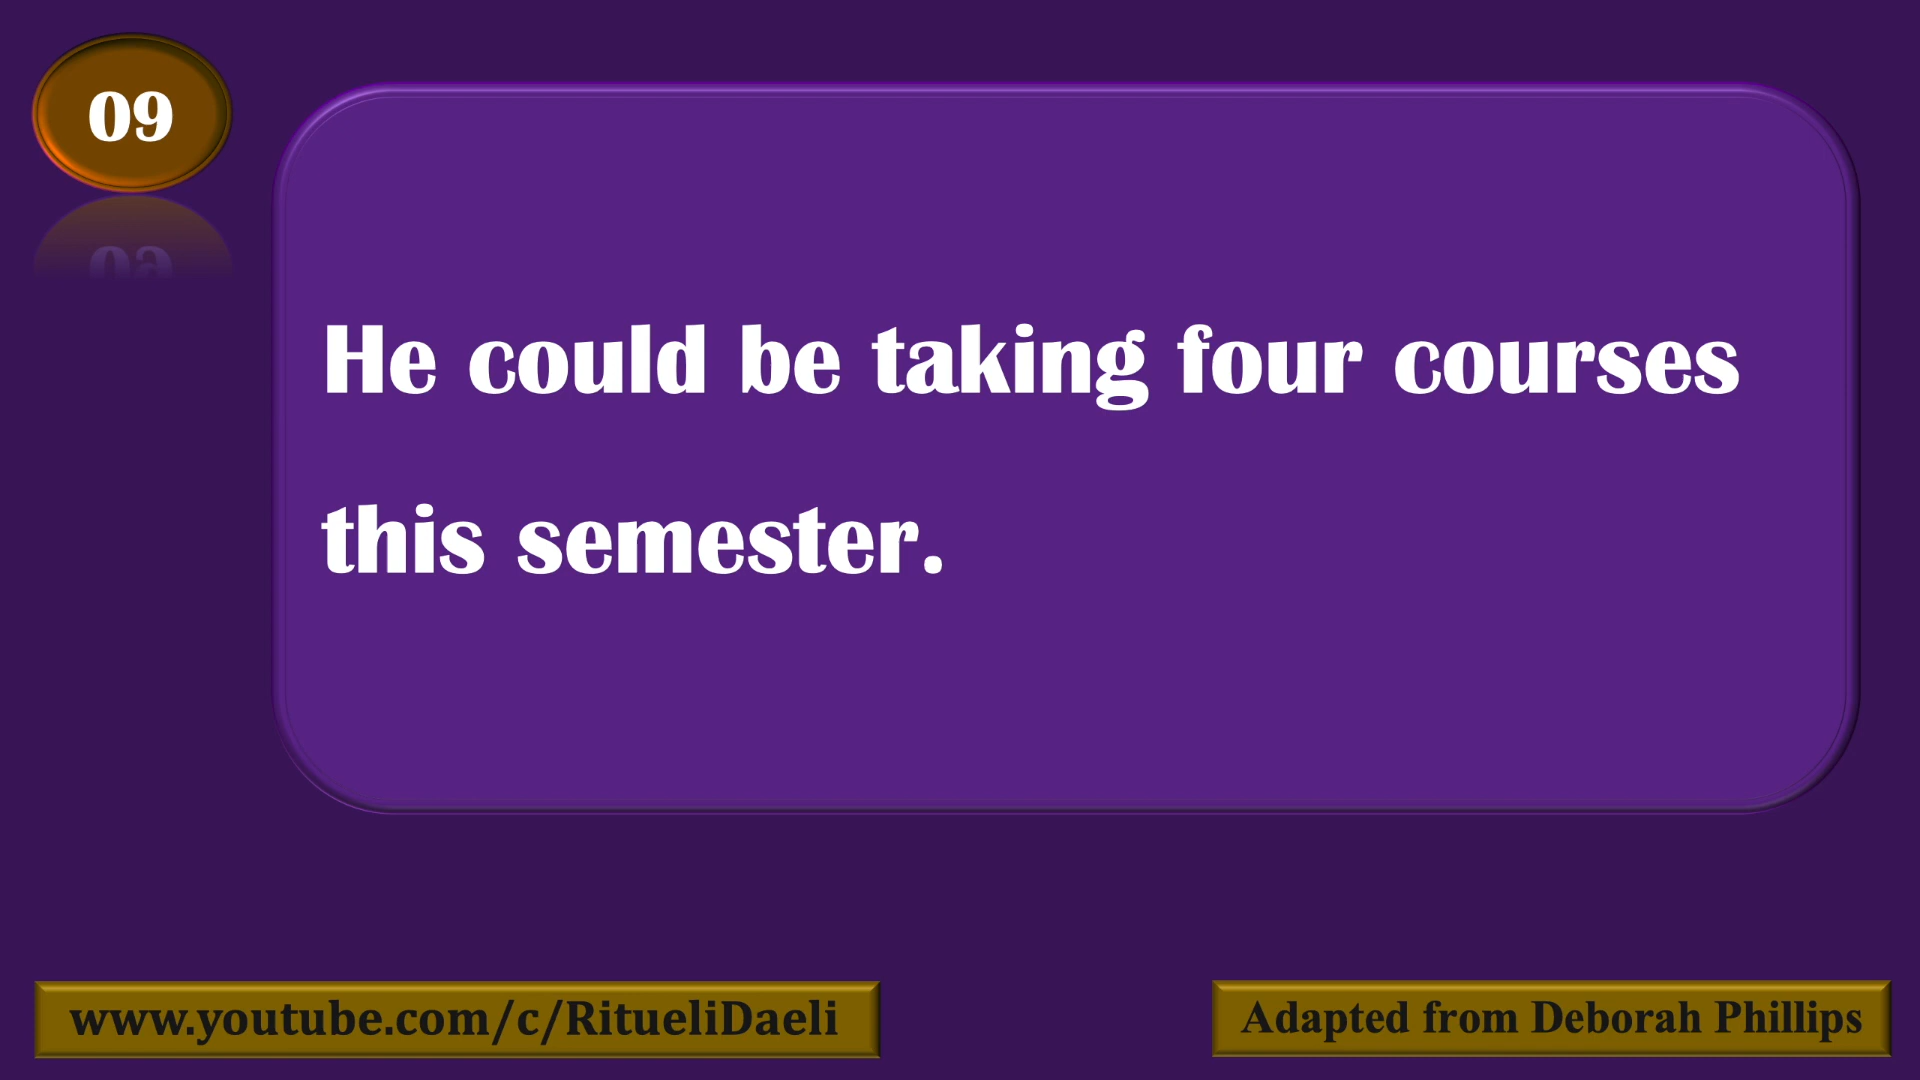 09
He could be taking four courses
this semester.
www.youtube.com/c/RitueliDaeli
Adapted from Deborah Phillips